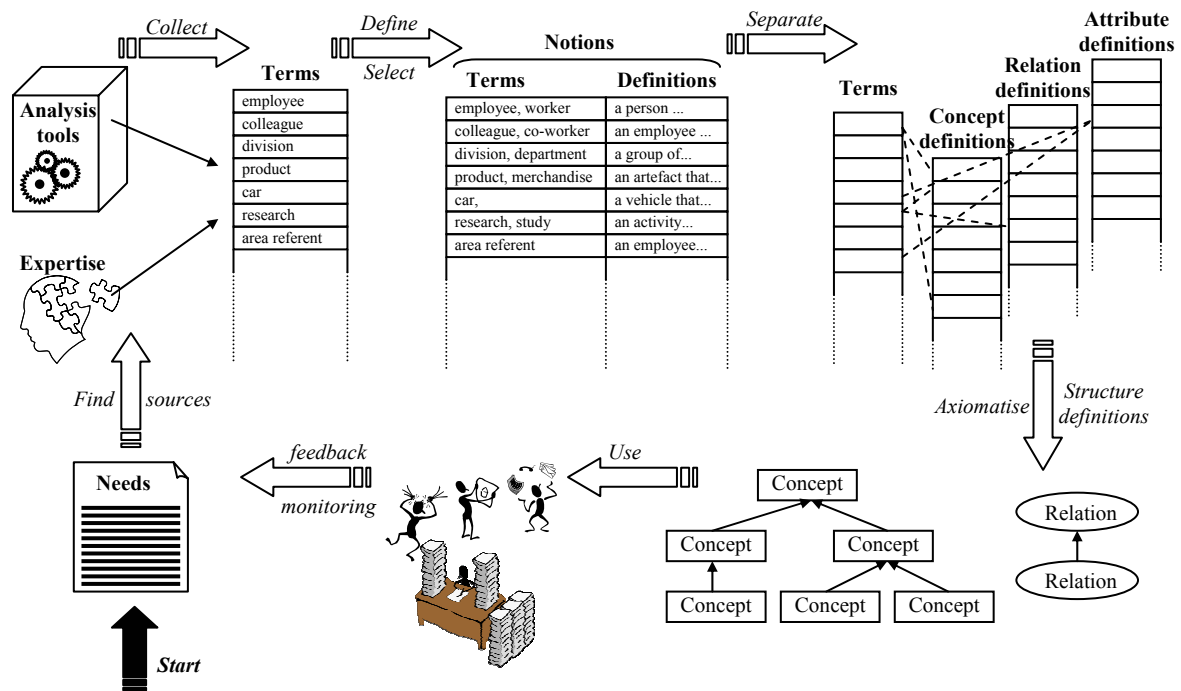 Collect
Define
Select
Separate
Analysis
tools
Expertise
Terms
employee
colleague
division
product
car
research
area referent
Notions
Terms
Definitions
employee, worker
a person ...
colleague, co-worker
an employee ...
division, department
a group of...
product, merchandise
an artefact that...
car,
a vehicle that...
research, study
an activity...
area referent
an employee...
Terms
Concept
definitions
Relation
definitions
Attribute
definitions
Axiomatise
Structure
definitions
Concept
Concept
Concept
Concept
Concept
Concept
Relation
Relation
Use
feedback
monitoring
Find sources
Needs
Start